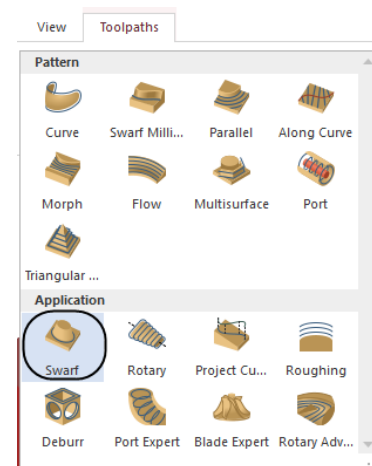 View Toolpaths
Pattern
Curve Swarf Milli... Parallel Along Curve
Morph Flow Multisurface Port
Triangular ...
Application
Swarf Rotary Project Cu... Roughing
Deburr Port Expert Blade Expert Rotary Adv...